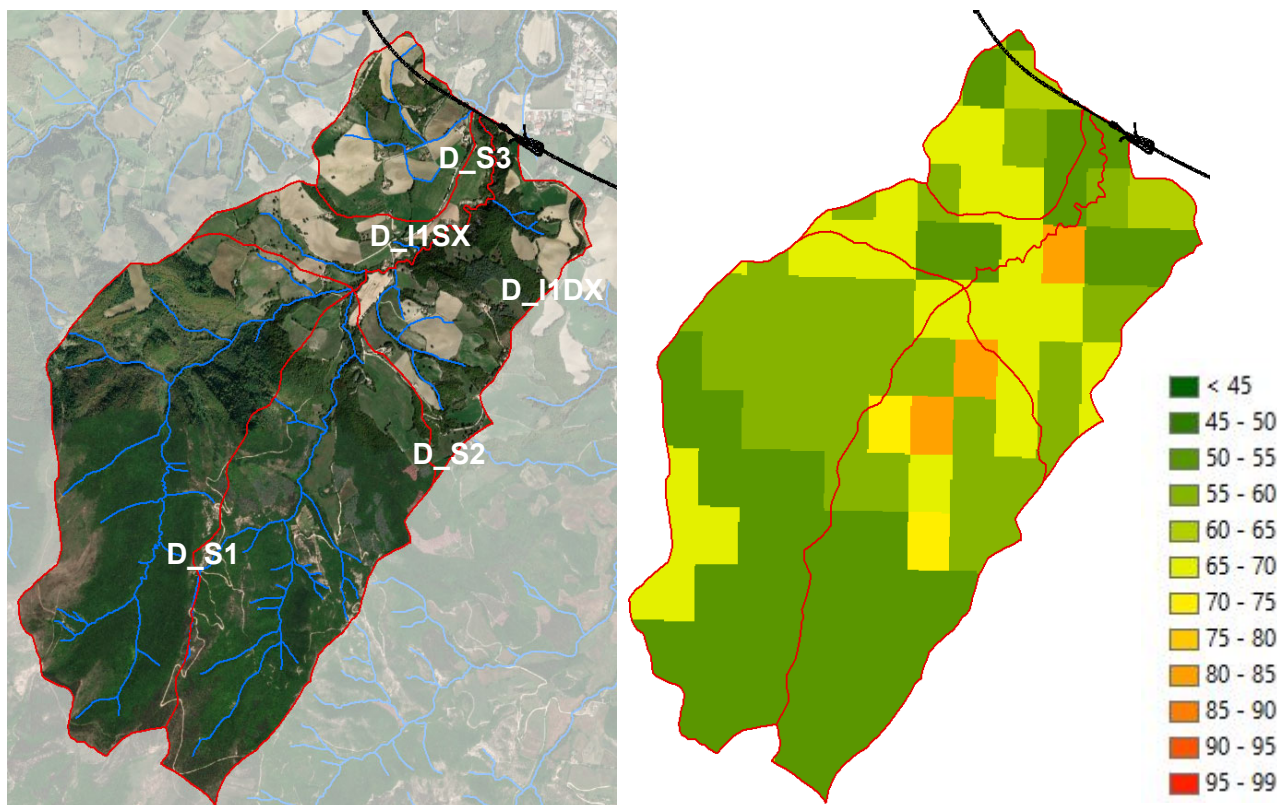 D_S3
D_I1SX
D_I1DX
D_S2
D_S1
< 45
45 - 50
50 - 55
55 - 60
60 - 65
65 - 70
70 - 75
75 - 80
80 - 85
85 - 90
90 - 95
95 - 99